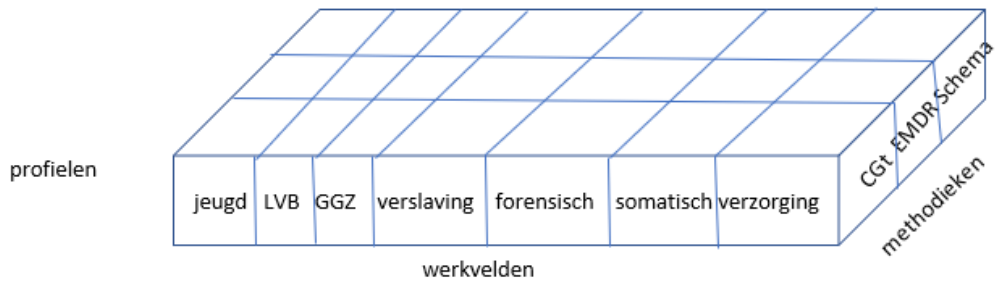 profielen
jeugd LVB GGZ verslaving forensisch somatisch verzorging
CGt EMDR Schema
methodieken
werkvelden